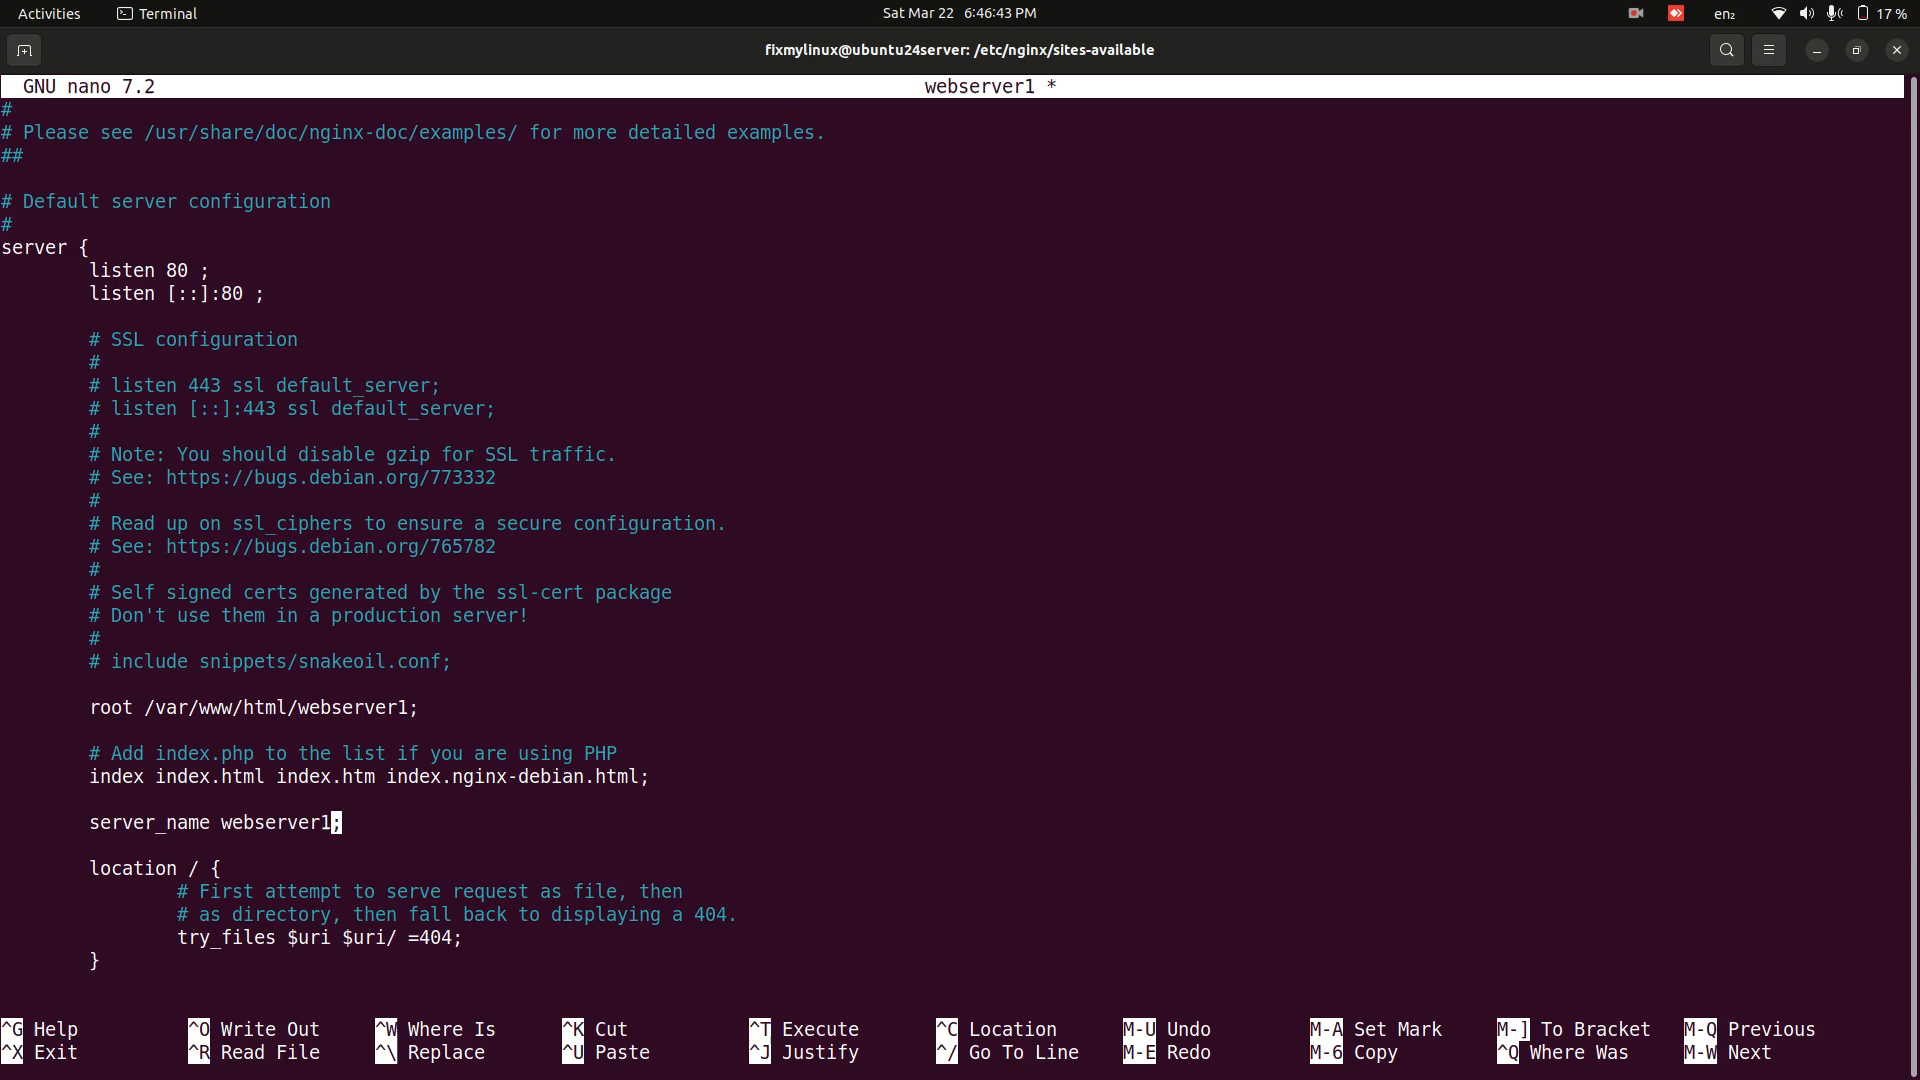 Activities Terminal Sat Mar 22 6:46:43 PM en₂ 17 %
fixmylinux@ubuntu24server: /etc/nginx/sites-available
GNU nano 7.2 webserver1 *
#
# Please see /usr/share/doc/nginx-doc/examples/ for more detailed examples.
##
# Default server configuration
#
server {
listen 80 ;
listen [::]:80 ;
# SSL configuration
#
# listen 443 ssl default_server;
# listen [::]:443 ssl default_server;
#
# Note: You should disable gzip for SSL traffic.
# See: https://bugs.debian.org/773332
#
# Read up on ssl_ciphers to ensure a secure configuration.
# See: https://bugs.debian.org/765782
#
# Self signed certs generated by the ssl-cert package
# Don't use them in a production server!
#
# include snippets/snakeoil.conf;
root /var/www/html/webserver1;
# Add index.php to the list if you are using PHP
index index.html index.htm index.nginx-debian.html;
server_name webserver1;
location / {
# First attempt to serve request as file, then
# as directory, then fall back to displaying a 404.
try_files $uri $uri/ =404;
}
^G Help ^O Write Out ^W Where Is ^K Cut ^T Execute ^C Location M-U Undo M-A Set Mark M-] To Bracket M-Q Previous
^X Exit ^R Read File ^\ Replace ^U Paste ^J Justify ^/ Go To Line M-E Redo M-6 Copy ^Q Where Was M-W Next